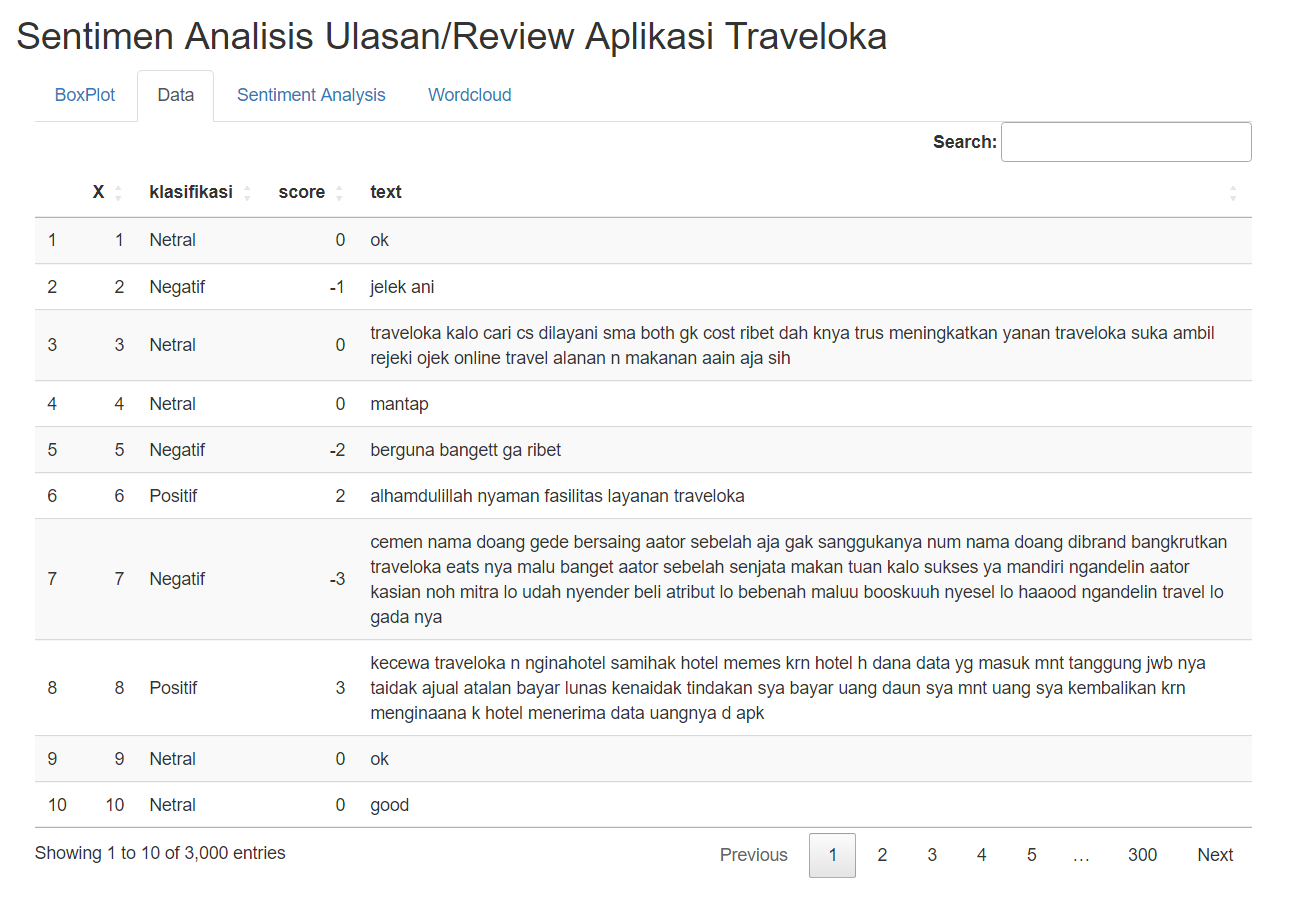 Sentimen Analisis Ulasan/Review Aplikasi Traveloka
BoxPlot Data Sentiment Analysis Wordcloud
Search:
X klasifikasi score text
1 1 Netral 0 ok
2 2 Negatif -1 jelek ani
3 3 Netral 0 traveloka kalo cari cs dilayani sma both gk cost ribet dah knya trus meningkatkan yanan traveloka suka ambil
rejeki ojek online travel alanan n makanan aain aja sih
4 4 Netral 0 mantap
5 5 Negatif -2 berguna bangett ga ribet
6 6 Positif 2 alhamdulillah nyaman fasilitas layanan traveloka
7 7 Negatif -3 cemen nama doang gede bersaing aator sebelah aja gak sanggukanya num nama doang dibrand bangkrutkan
traveloka eats nya malu banget aator sebelah senjata makan tuan kalo sukses ya mandiri ngandelin aator
kasian noh mitra lo udah nyender beli atribut lo bebenah maluu booskuuh nyesel lo haaood ngandelin travel lo
gada nya
8 8 Positif 3 kecewa traveloka n nginahotel samihak hotel memes krn hotel h dana data yg masuk mnt tanggung jwb nya
taidak ajual atalan bayar lunas kenaidak tindakan sya bayar uang daun sya mnt uang sya kembalikan krn
menginaana k hotel menerima data uangnya d apk
9 9 Netral 0 ok
10 10 Netral 0 good
Showing 1 to 10 of 3,000 entries
Previous 1 2 3 4 5 … 300 Next